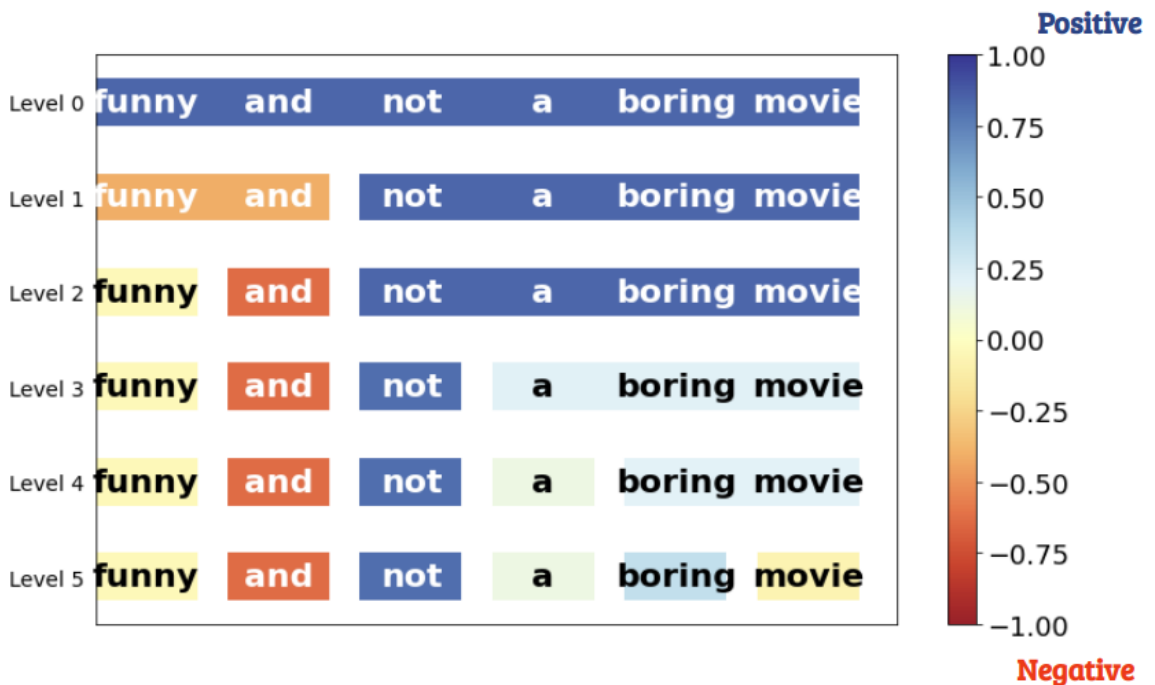 Positive
Level 0 funny and not a boring movie
Level 1 funny and not a boring movie
Level 2 funny and not a boring movie
Level 3 funny and not a boring movie
Level 4 funny and not a boring movie
Level 5 funny and not a boring movie
1.00
0.75
0.50
0.25
0.00
−0.25
−0.50
−0.75
−1.00
Negative